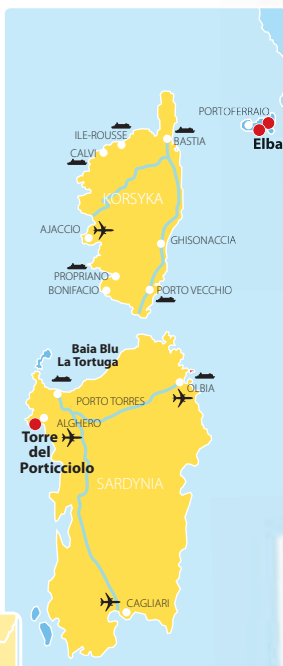 PORTOFERRAIO
Elba
ILE-ROUSSE
BASTIA
CALVI
KORSYKA
AJACCIO
GHISONACCIA
PROPRIANO
BONIFACIO
PORTO VECCHIO
Baia Blu
La Tortuga
OLBIA
PORTO TORRES
ALGHERO
Torre
del
Porticciolo
SARDYNIA
CAGLIARI